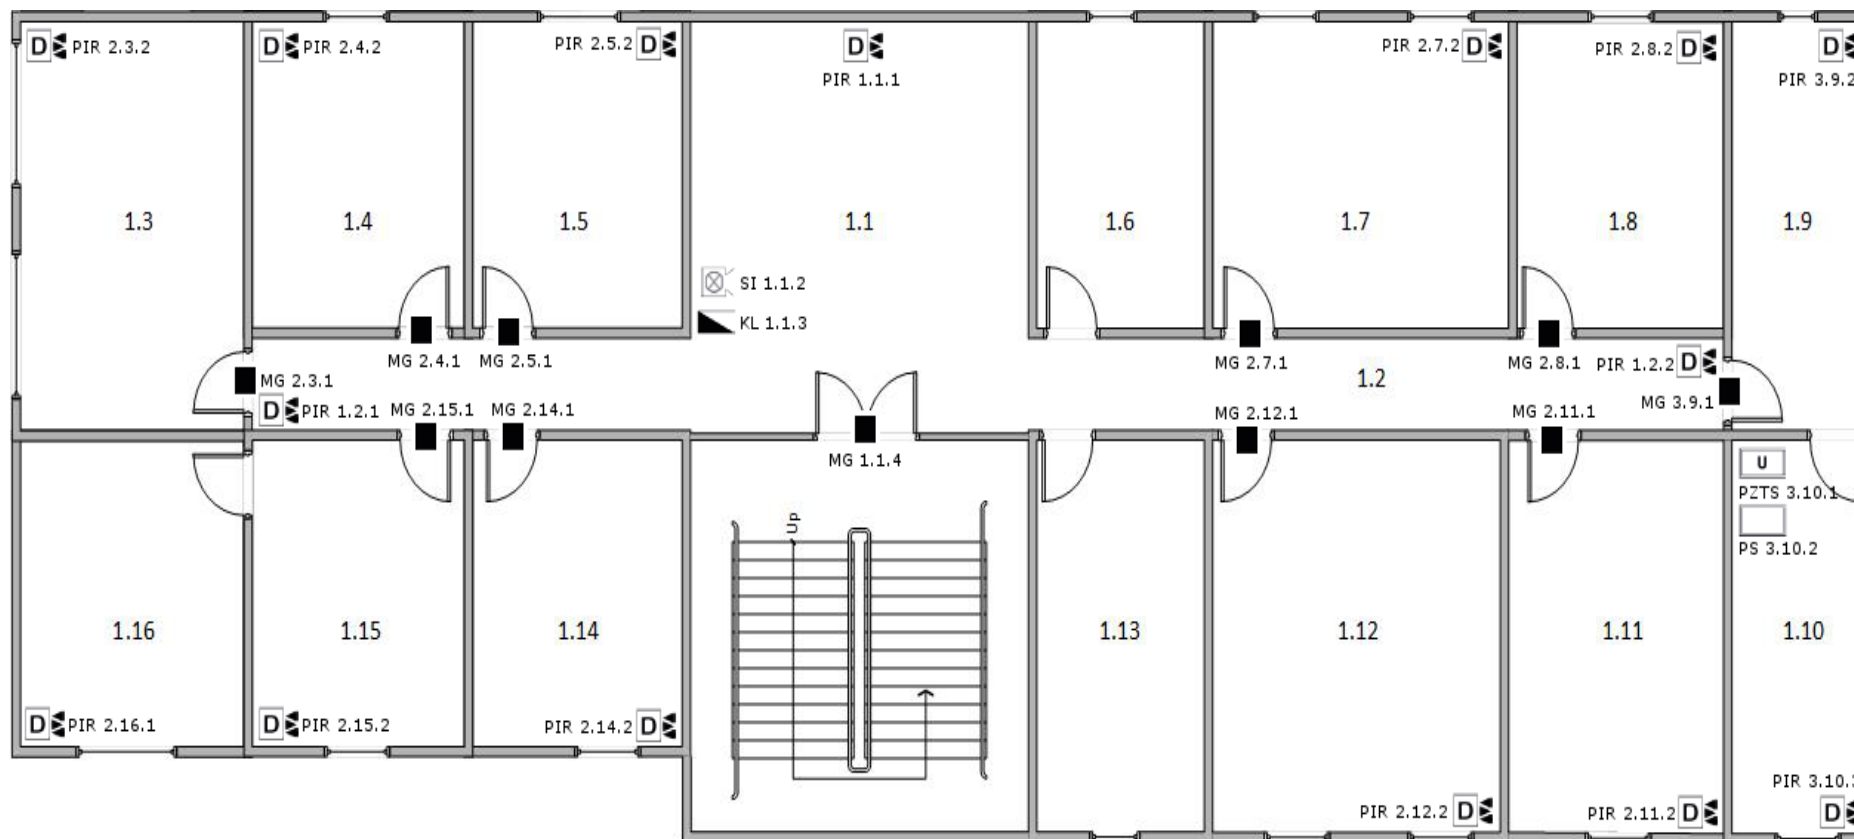 D PIR 2.3.2
D PIR 2.4.2
PIR 2.5.2 D
D
PIR 1.1.1
PIR 2.7.2 D
PIR 2.8.2 D
D
PIR 3.9.2
1.3
1.4
1.5
1.1
1.6
1.7
1.8
1.9
SI 1.1.2
KL 1.1.3
MG 2.4.1
MG 2.5.1
MG 2.7.1
MG 2.8.1
PIR 1.2.2 D
MG 2.3.1
1.2
MG 3.9.1
D PIR 1.2.1
MG 2.15.1
MG 2.14.1
MG 2.12.1
MG 2.11.1
MG 1.1.4
U
PZTS 3.10.1
PS 3.10.2
Up
1.16
1.15
1.14
1.13
1.12
1.11
1.10
D PIR 2.16.1
D PIR 2.15.2
PIR 2.14.2 D
PIR 2.12.2 D
PIR 2.11.2 D
PIR 3.10.
D